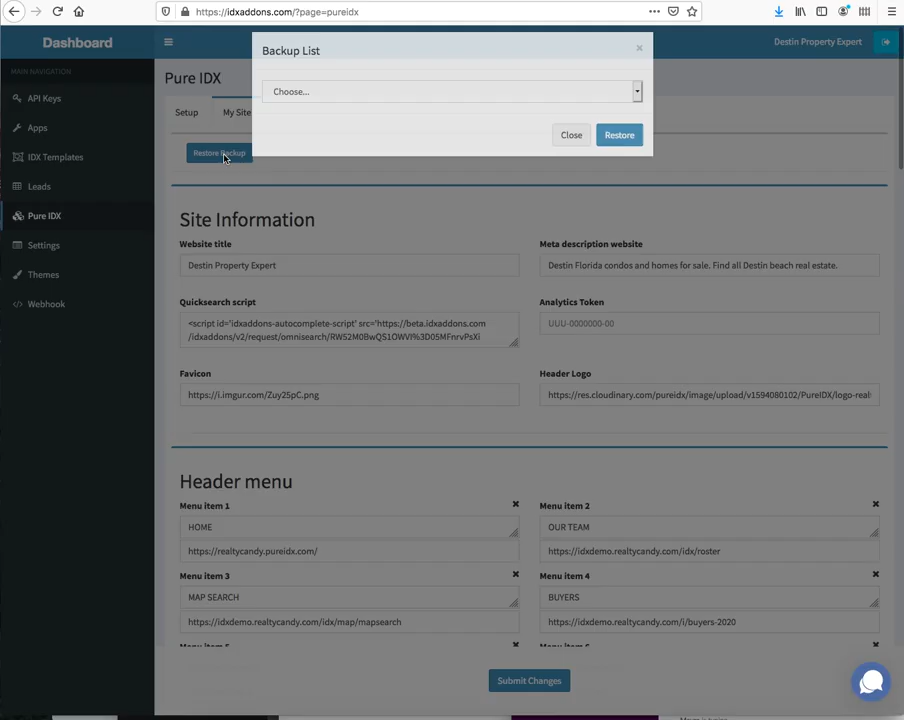 https://idxaddons.com/?page=pureidx
Dashboard
Destin Property Expert
MAIN NAVIGATION
API Keys
Apps
IDX Templates
Leads
Pure IDX
Settings
Themes
Webhook
Pure IDX
Setup
My Site
Backup List
×
Choose...
Close
Restore
Restore Backup
Site Information
Website title
Destin Property Expert
Meta description website
Destin Florida condos and homes for sale. Find all Destin beach real estate.
Quicksearch script
<script id='idxaddons-autocomplete-script' src='https://beta.idxaddons.com
/idxaddons/v2/request/omnisearch/RW52M0BwQS1OWVI%3D05MFnrvPsXi
Analytics Token
UUU-0000000-00
Favicon
https://i.imgur.com/Zuy25pC.png
Header Logo
https://res.cloudinary.com/pureidx/image/upload/v1594080102/PureIDX/logo-real
Header menu
Menu item 1
HOME
https://realtycandy.pureidx.com/
Menu item 2
OUR TEAM
https://idxdemo.realtycandy.com/idx/roster
Menu item 3
MAP SEARCH
https://idxdemo.realtycandy.com/idx/map/mapsearch
Menu item 4
BUYERS
https://idxdemo.realtycandy.com/i/buyers-2020
Submit Changes